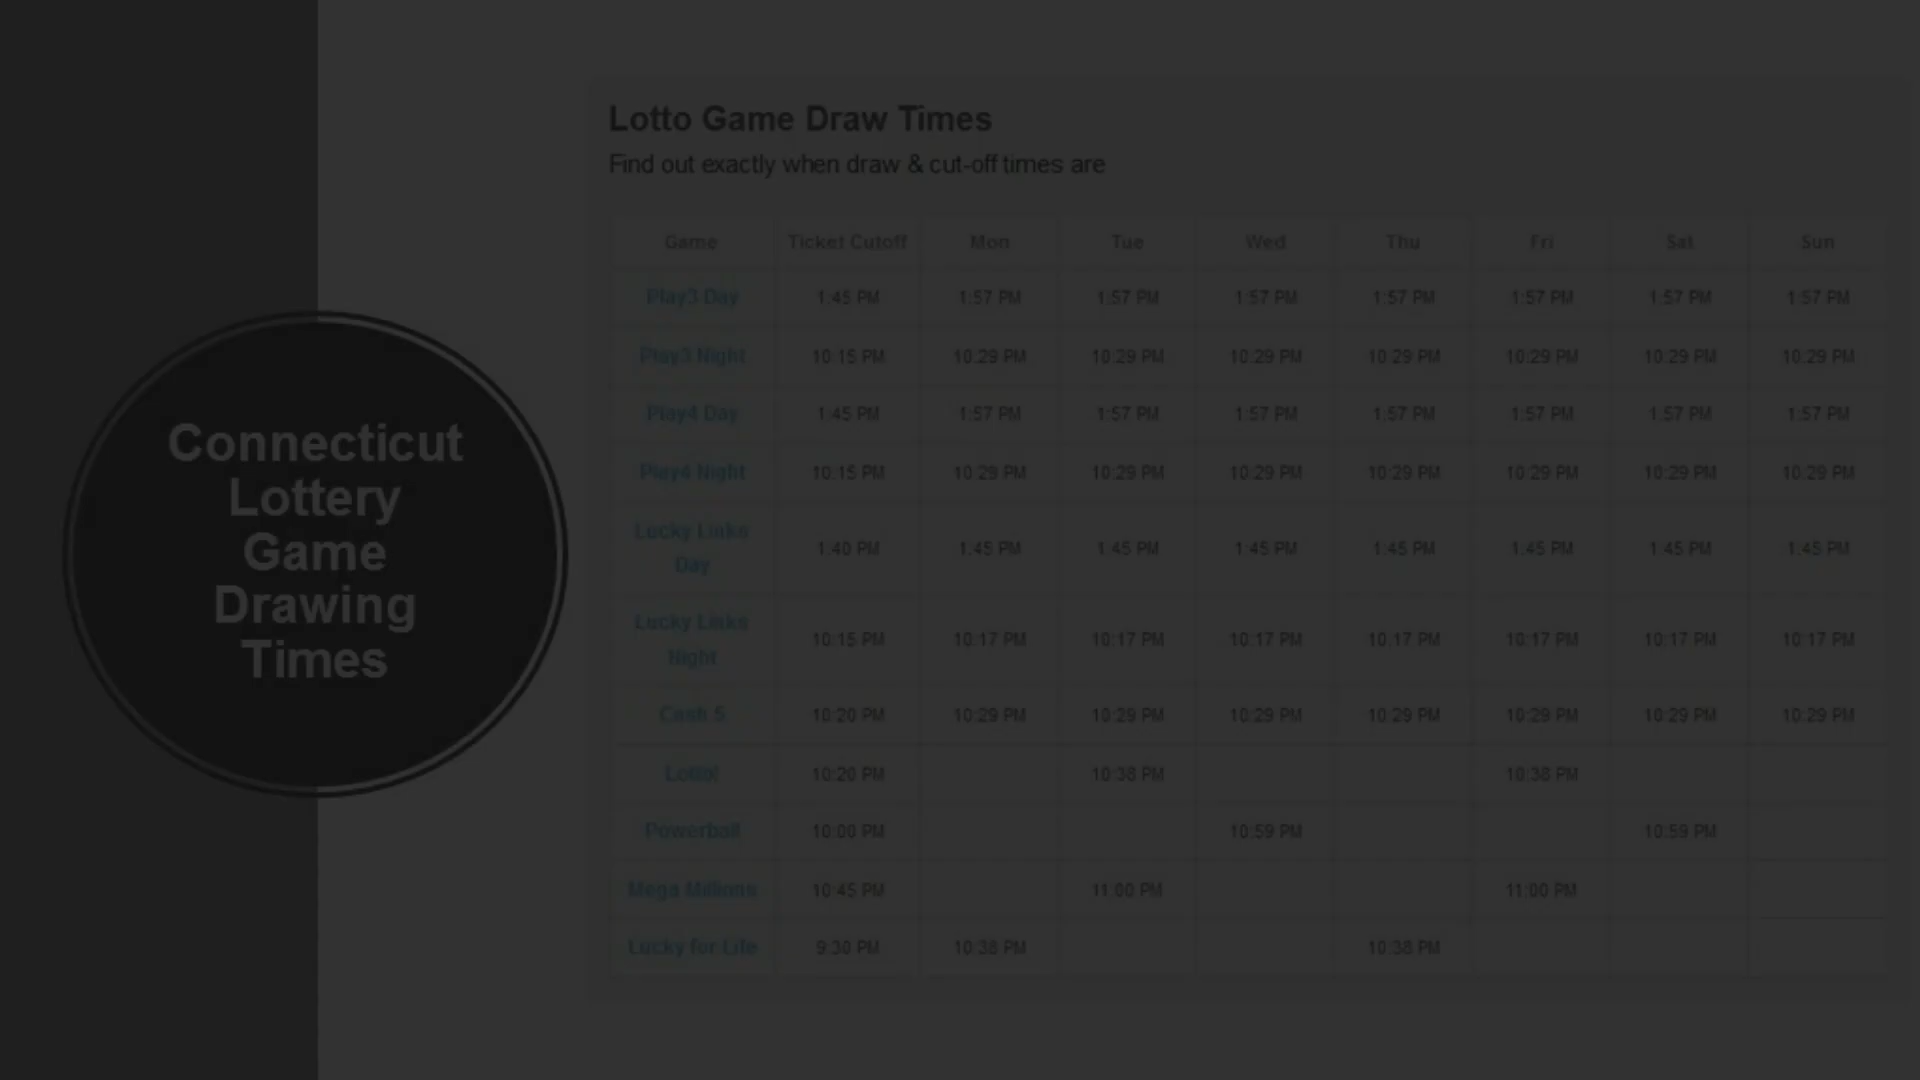 Connecticut
Lottery
Game
Drawing
Times
Lotto Game Draw Times
Find out exactly when draw & cut-off times are
Game Ticket Cutoff Mon Tue Wed Thu Fri Sat Sun
Play3 Day 1:45 PM 1:57 PM 1:57 PM 1:57 PM 1:57 PM 1:57 PM 1:57 PM 1:57 PM
Play3 Night 10:15 PM 10:29 PM 10:29 PM 10:29 PM 10:29 PM 10:29 PM 10:29 PM 10:29 PM
Play4 Day 1:45 PM 1:57 PM 1:57 PM 1:57 PM 1:57 PM 1:57 PM 1:57 PM 1:57 PM
Play4 Night 10:15 PM 10:29 PM 10:29 PM 10:29 PM 10:29 PM 10:29 PM 10:29 PM 10:29 PM
Lucky Links
Day 1:40 PM 1:45 PM 1:45 PM 1:45 PM 1:45 PM 1:45 PM 1:45 PM 1:45 PM
Lucky Links
Night 10:15 PM 10:17 PM 10:17 PM 10:17 PM 10:17 PM 10:17 PM 10:17 PM 10:17 PM
Cash 5 10:20 PM 10:29 PM 10:29 PM 10:29 PM 10:29 PM 10:29 PM 10:29 PM 10:29 PM
Lotto! 10:20 PM 10:38 PM 10:38 PM
Powerball 10:00 PM 10:59 PM 10:59 PM
Mega Millions 10:45 PM 11:00 PM 11:00 PM
Lucky for Life 9:30 PM 10:38 PM 10:38 PM